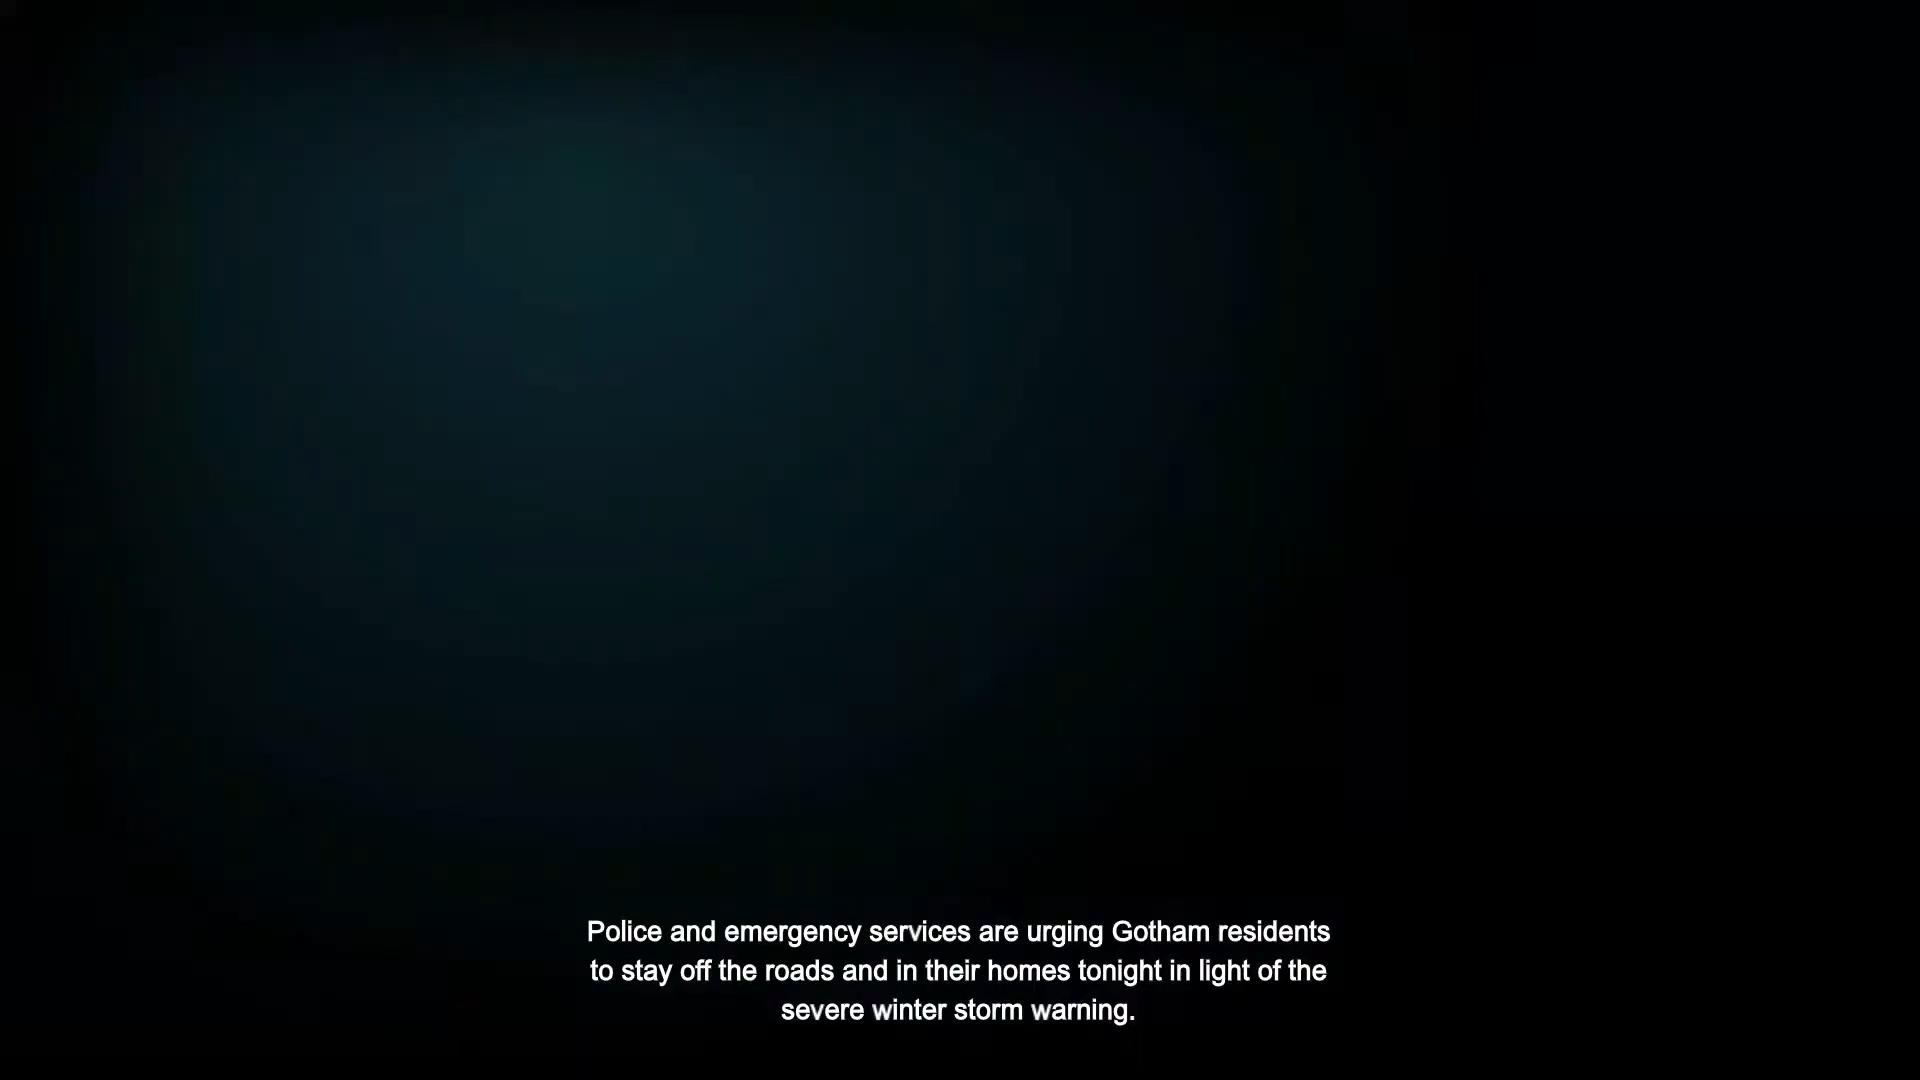 Police and emergency services are urging Gotham residents
to stay off the roads and in their homes tonight in light of the
severe winter storm warning.